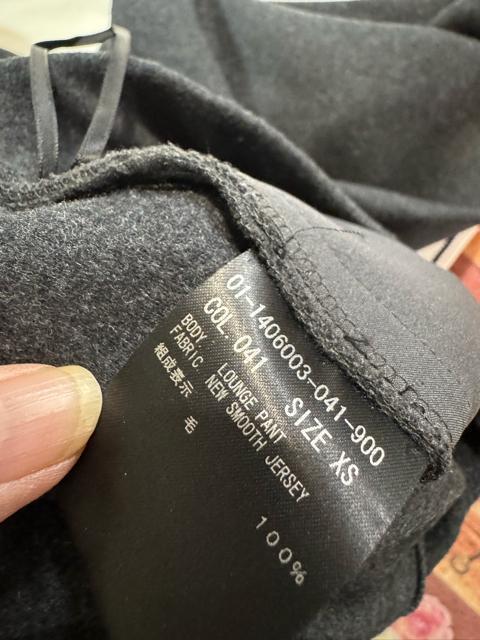 01-1406003-041-900
COL 041 SIZE XS
BODY LOUNGE PANT
FABRIC NEW SMOOTH JERSEY
組成表示 毛 100%